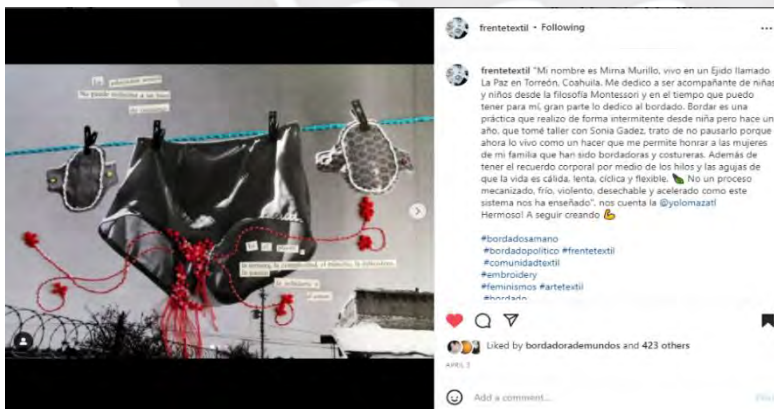 frentetextil • Following
frentetextil "Mi nombre es Mirna Murillo, vivo en un Ejido llamado
La Paz en Torreón, Coahuila. Me dedico a ser acompañante de niñas
y niños desde la filosofía Montessori y en el tiempo que puedo
tener para mí, gran parte lo dedico al bordado. Bordar es una
práctica que realizo de forma intermitente desde niña pero hace un
año, que tomé taller con Sonia Gadez, trato de no pausarlo porque
ahora lo vivo como un hacer que me permite honrar a las mujeres
de mi familia que han sido bordadoras y costureras. Además de
tener el recuerdo corporal por medio de los hilos y las agujas de
que la vida es cálida, lenta, cíclica y flexible. No un proceso
mecanizado, frío, violento, desechable y acelerado como este
sistema nos ha enseñado", nos cuenta la @yolomazatl
Hermoso! A seguir creando
#bordadosamano
#bordadopolítico #frentetextil
#comunidadtextil
#embroidery
#feminismos #artetextil
#bordado
Liked by bordadorademundos and 423 others
APRIL
Add a comment...